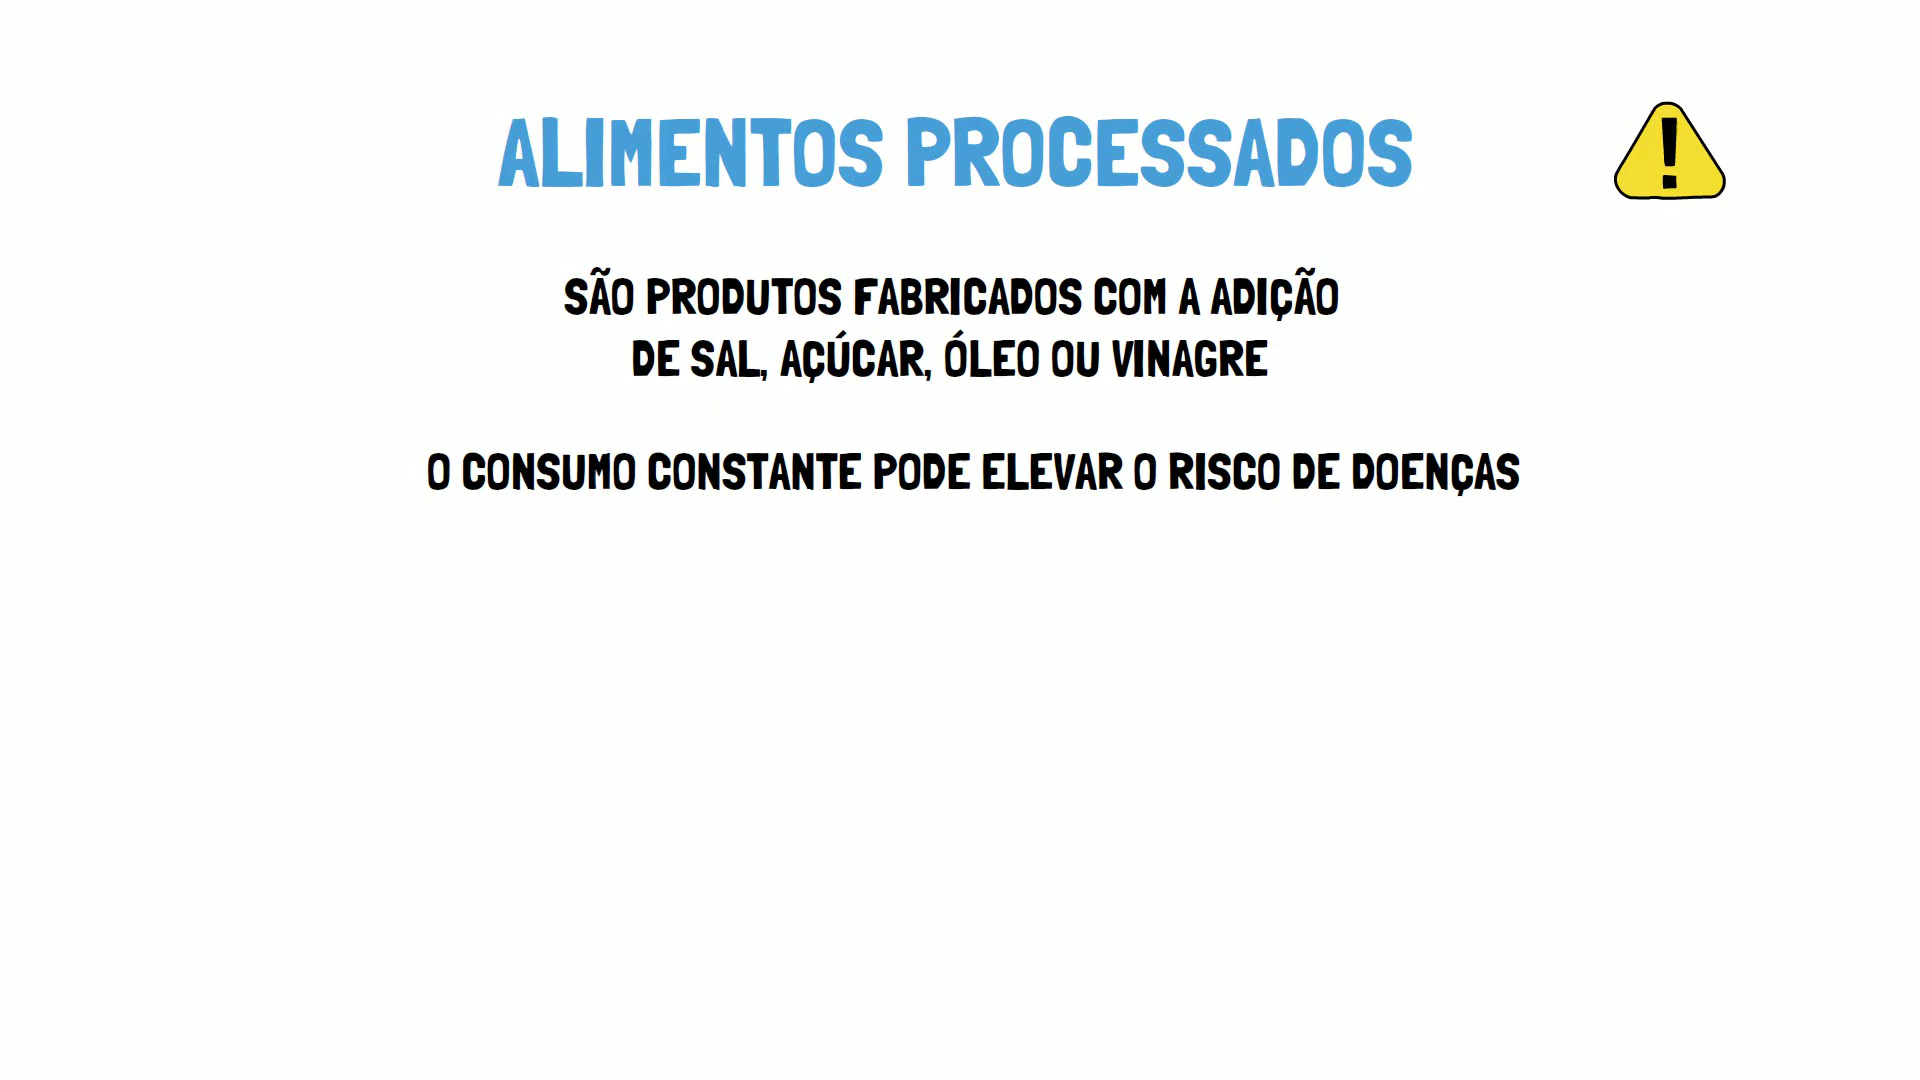 ALIMENTOS PROCESSADOS
!
SÃO PRODUTOS FABRICADOS COM A ADIÇÃO
DE SAL, AÇÚCAR, ÓLEO OU VINAGRE
O CONSUMO CONSTANTE PODE ELEVAR O RISCO DE DOENÇAS